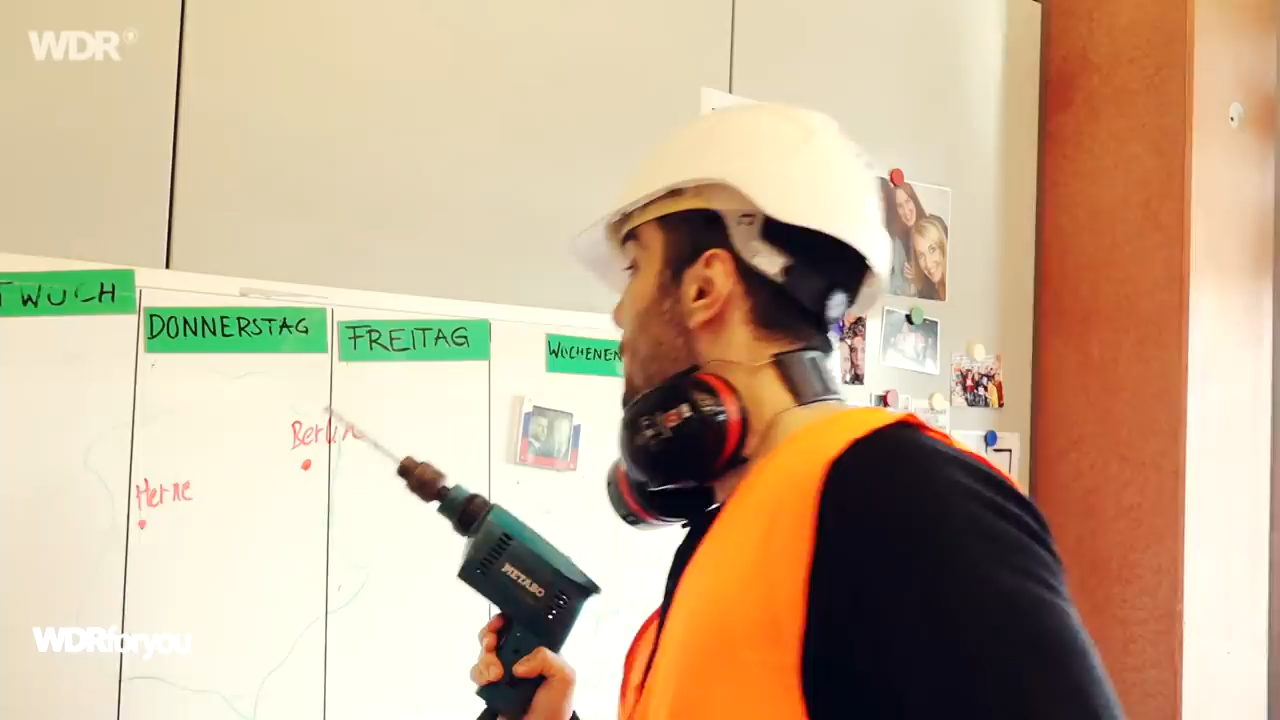 WDR
TWOCH
DONNERSTAG
FREITAG
WOCHENEN
Berlin
Herne
METABO
WDRforyou